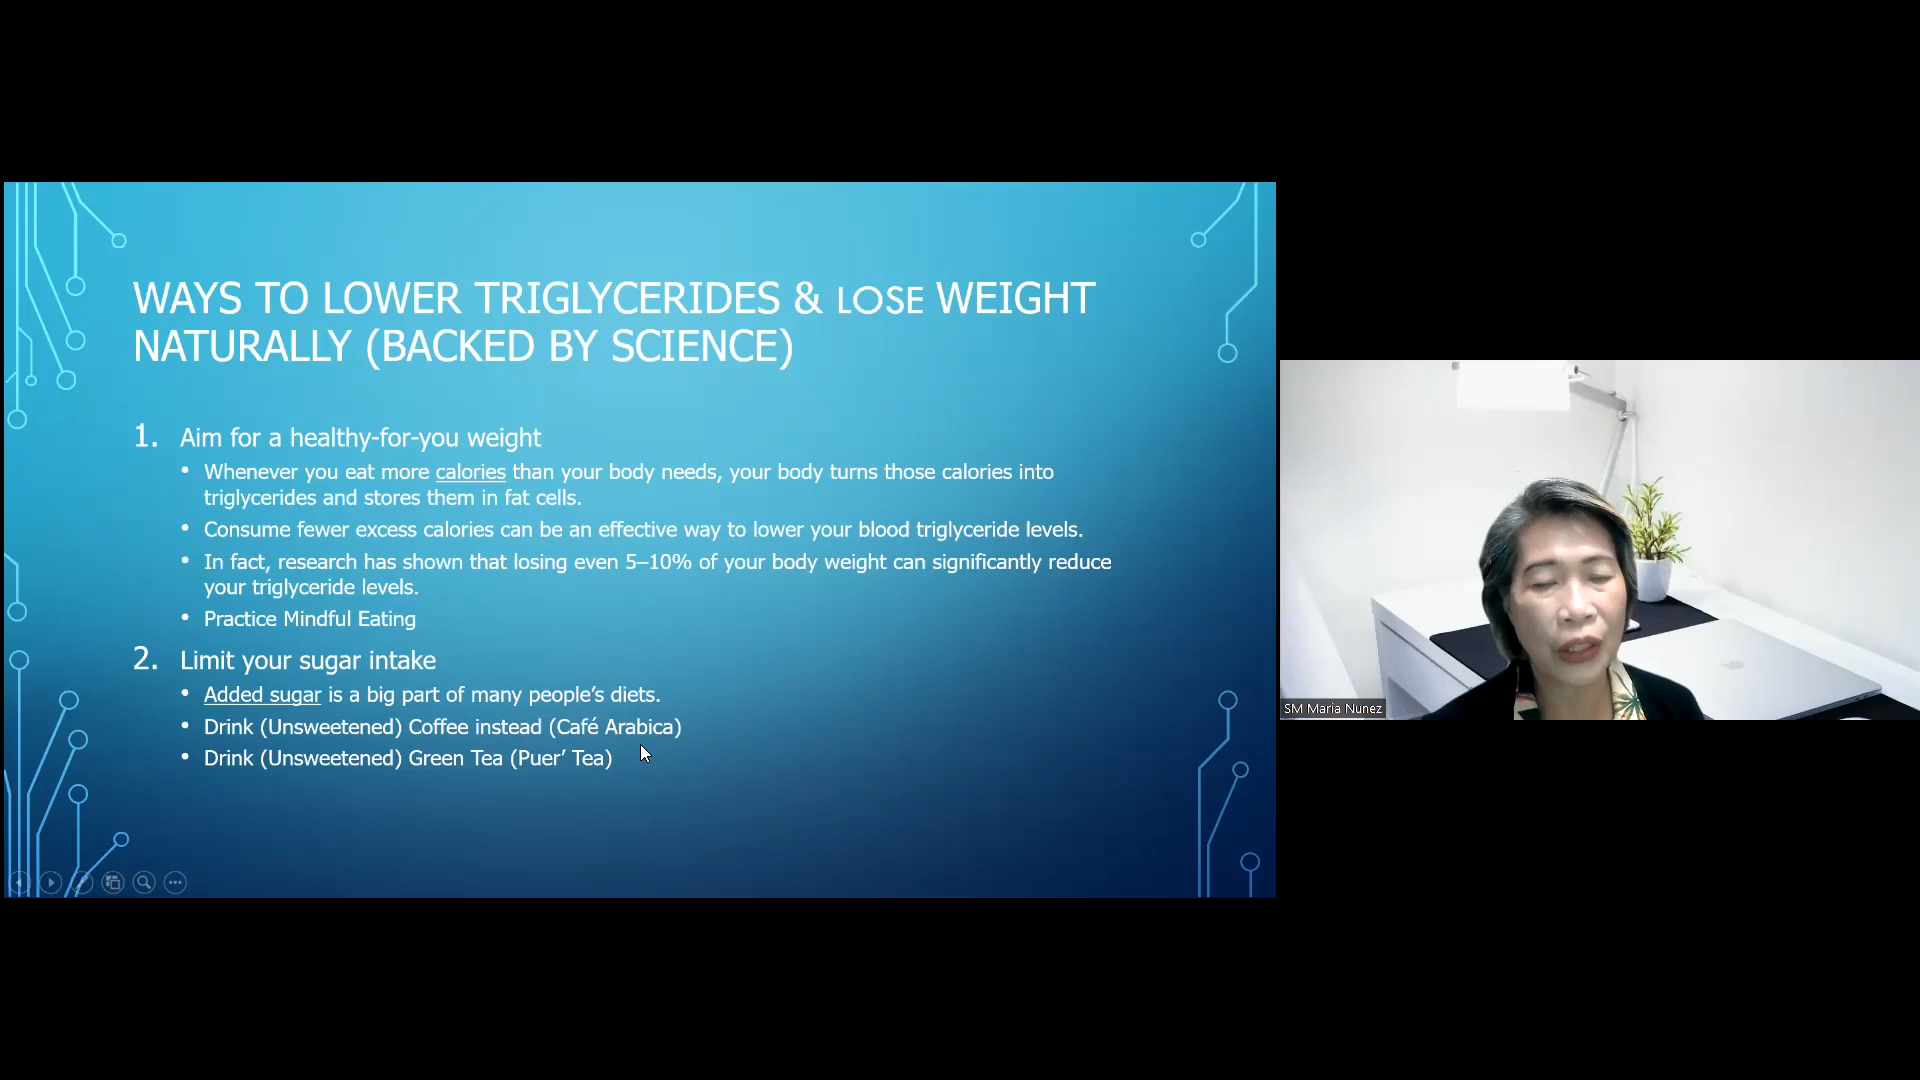 WAYS TO LOWER TRIGLYCERIDES & LOSE WEIGHT
NATURALLY (BACKED BY SCIENCE)
1. Aim for a healthy-for-you weight
• Whenever you eat more calories than your body needs, your body turns those calories into
triglycerides and stores them in fat cells.
• Consume fewer excess calories can be an effective way to lower your blood triglyceride levels.
• In fact, research has shown that losing even 5–10% of your body weight can significantly reduce
your triglyceride levels.
• Practice Mindful Eating
2. Limit your sugar intake
• Added sugar is a big part of many people’s diets.
• Drink (Unsweetened) Coffee instead (Café Arabica)
• Drink (Unsweetened) Green Tea (Puer’ Tea)
SM Maria Nunez